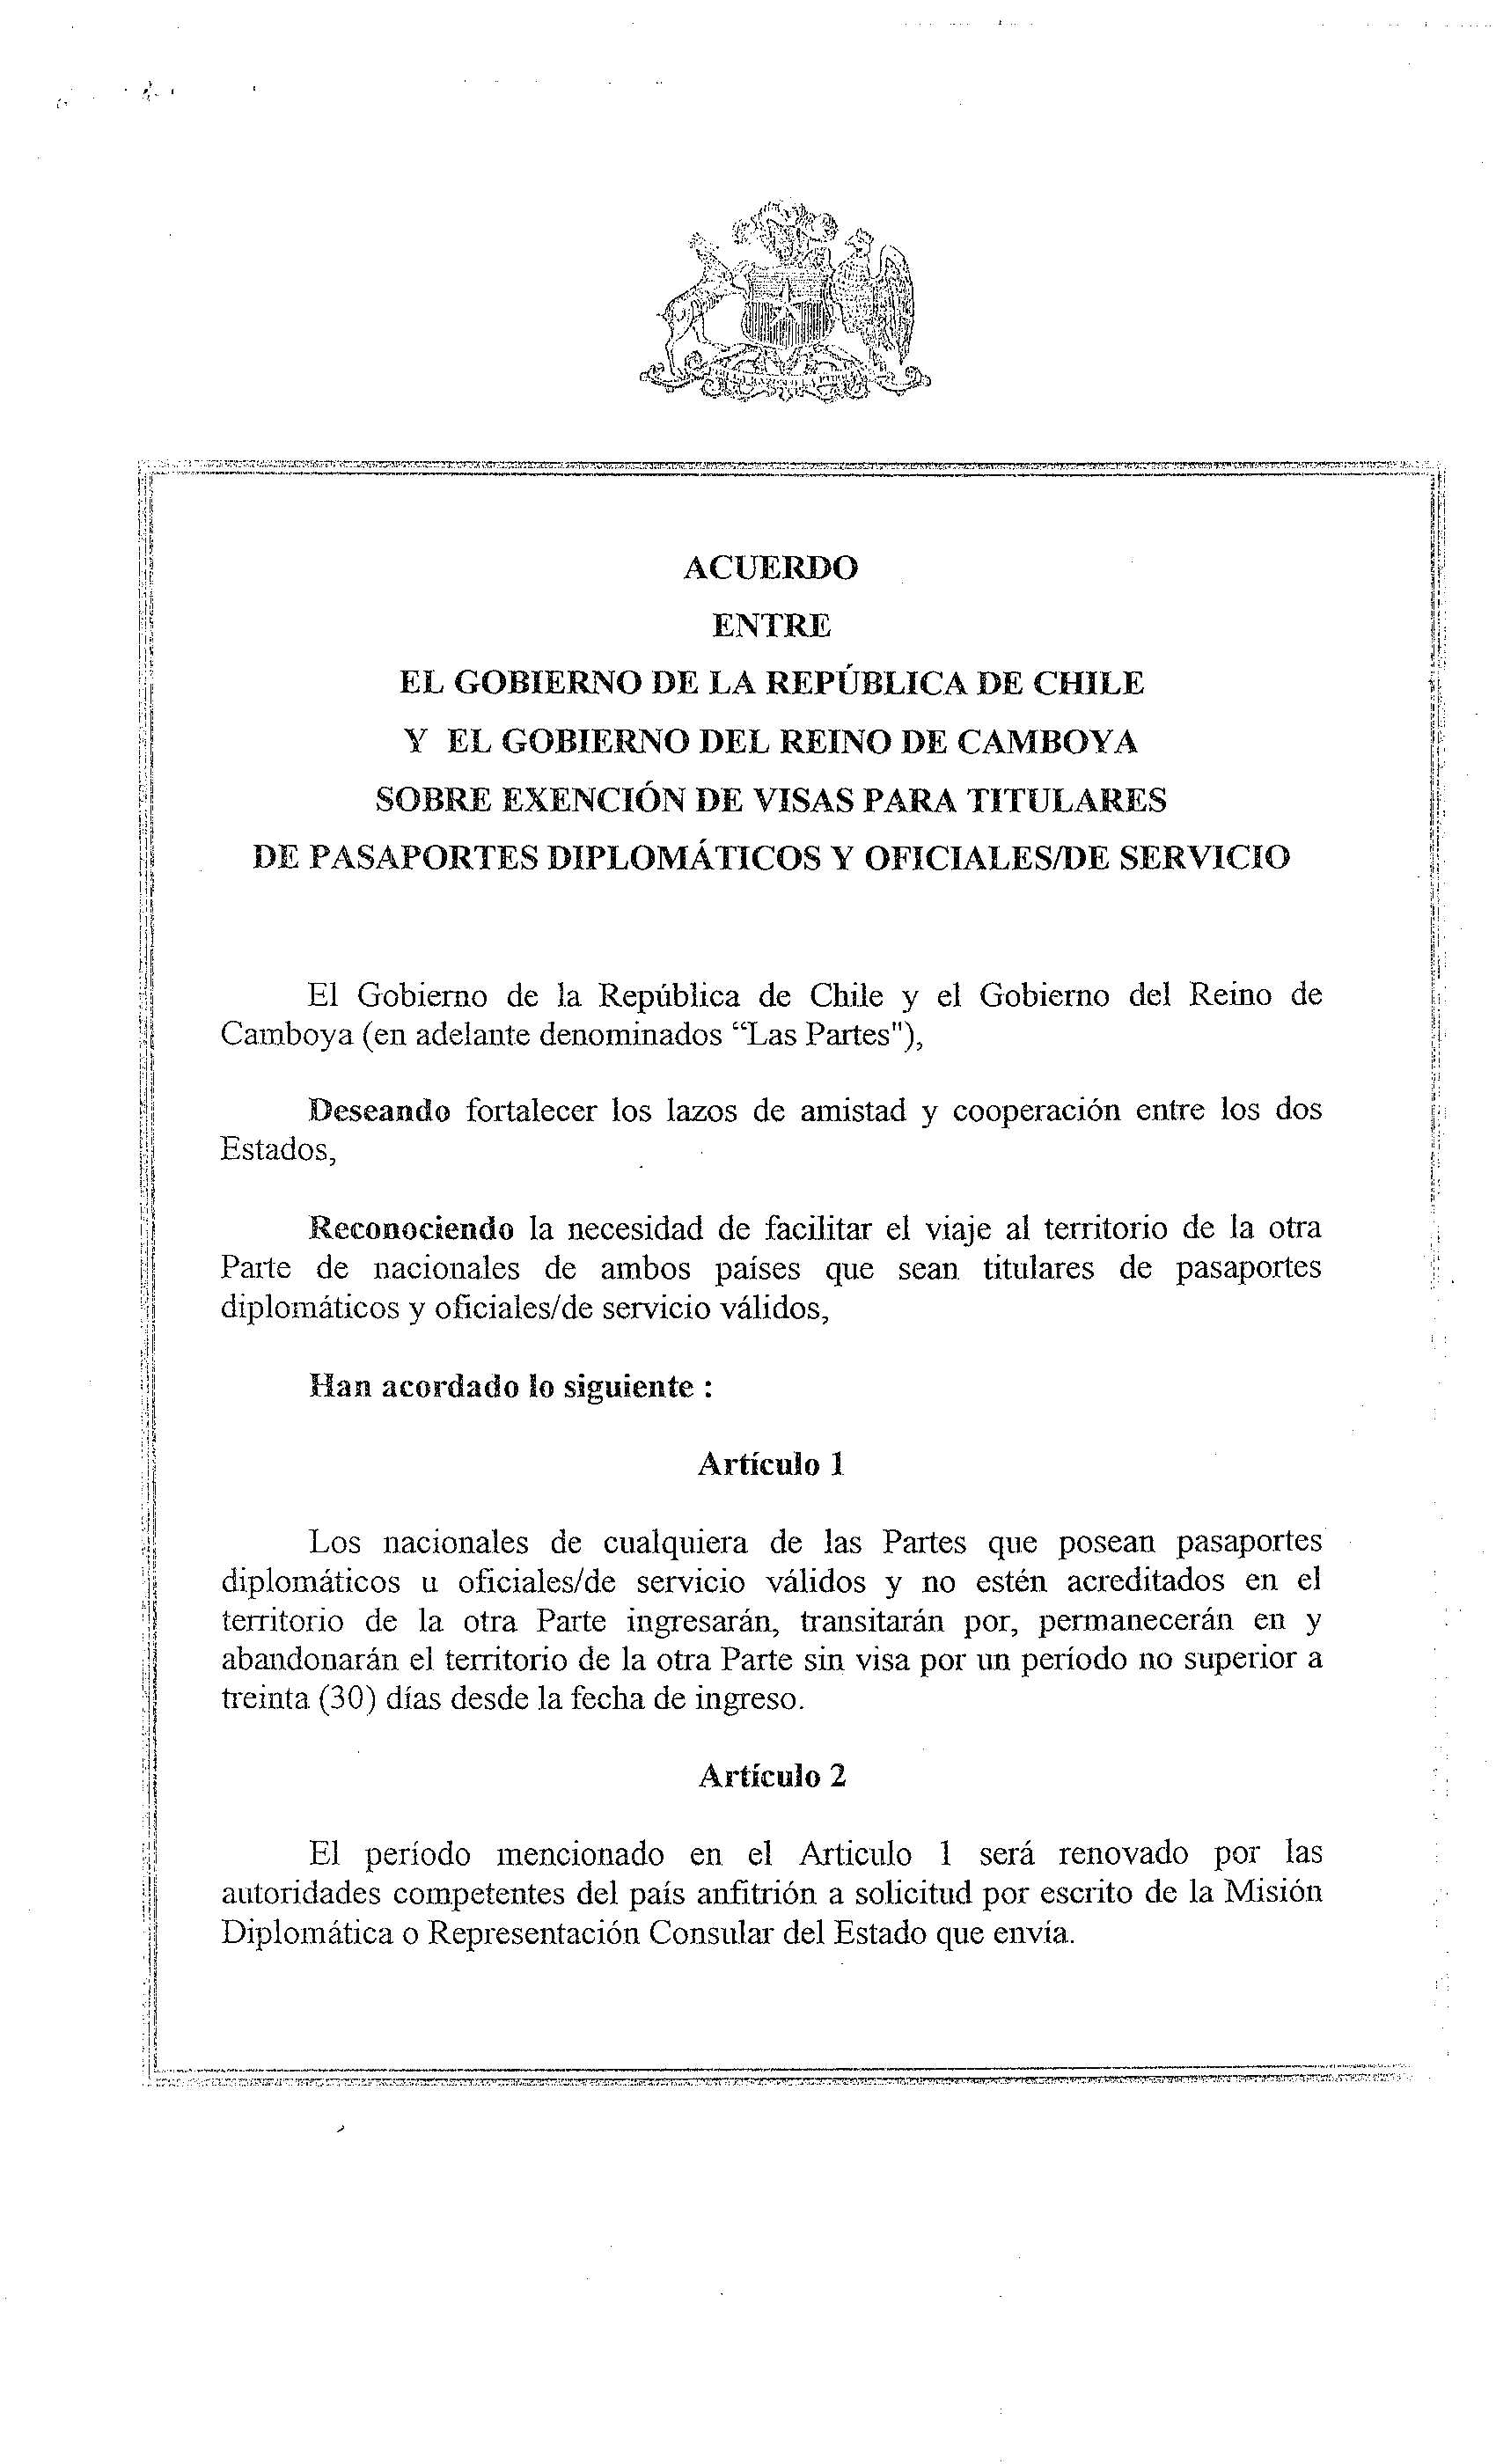 ACUERDO
ENTRE
EL GOBIERNO DE LA REPÚBLICA DE CHILE
Y EL GOBIERNO DEL REINO DE CAMBOYA
SOBRE EXENCIÓN DE VISAS PARA TITULARES
DE PASAPORTES DIPLOMÁTICOS Y OFICIALES/DE SERVICIO
El Gobierno de la República de Chile y el Gobierno del Reino de
Camboya (en adelante denominados “Las Partes"),
Deseando fortalecer los lazos de amistad y cooperación entre los dos
Estados,
Reconociendo la necesidad de facilitar el viaje al territorio de la otra
Parte de nacionales de ambos países que sean titulares de pasaportes
diplomáticos y oficiales/de servicio válidos,
Han acordado lo siguiente :
Artículo 1
Los nacionales de cualquiera de las Partes que posean pasaportes
diplomáticos u oficiales/de servicio válidos y no estén acreditados en el
territorio de la otra Parte ingresarán, transitarán por, permanecerán en y
abandonarán el territorio de la otra Parte sin visa por un período no superior a
treinta (30) días desde la fecha de ingreso.
Artículo 2
El período mencionado en el Articulo 1 será renovado por las
autoridades competentes del país anfitrión a solicitud por escrito de la Misión
Diplomática o Representación Consular del Estado que envía.